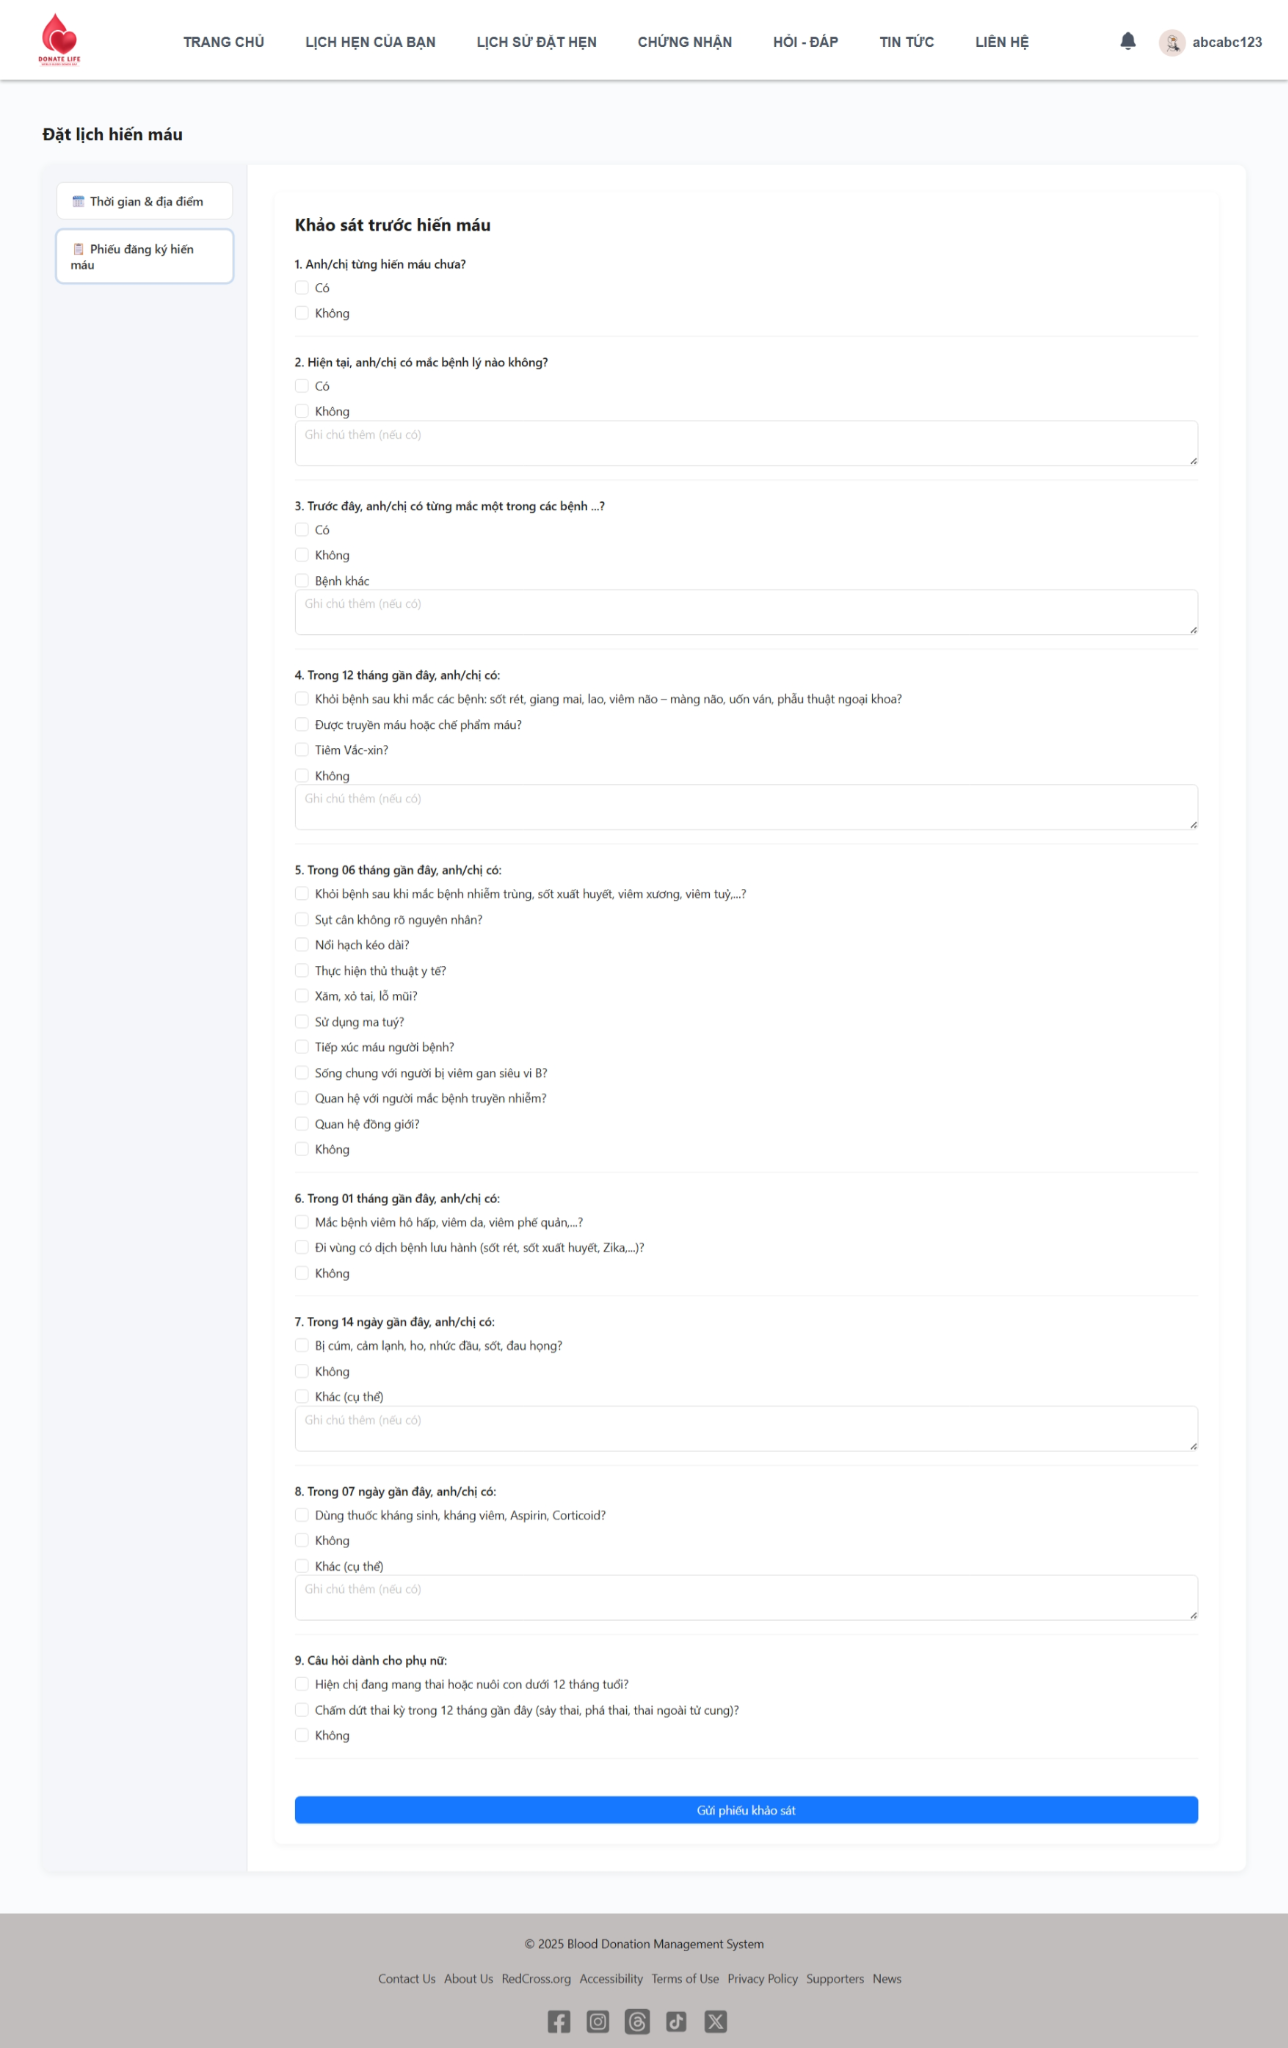 DONATE LIFE
TRANG CHỦ
LỊCH HẸN CỦA BẠN
LỊCH SỬ ĐẶT HẸN
CHỨNG NHẬN
HỎI - ĐÁP
TIN TỨC
LIÊN HỆ
abcabc123
Đặt lịch hiến máu
Thời gian & địa điểm
Phiếu đăng ký hiến
máu
Khảo sát trước hiến máu
1. Anh/chị từng hiến máu chưa?
Có
Không
2. Hiện tại, anh/chị có mắc bệnh lý nào không?
Có
Không
Ghi chú thêm (nếu có)
3. Trước đây, anh/chị có từng mắc một trong các bệnh ...?
Có
Không
Bệnh khác
Ghi chú thêm (nếu có)
4. Trong 12 tháng gần đây, anh/chị có:
Khỏi bệnh sau khi mắc các bệnh: sốt rét, giang mai, lao, viêm não – màng não, uốn ván, phẫu thuật ngoại khoa?
Được truyền máu hoặc chế phẩm máu?
Tiêm Vắc-xin?
Không
Ghi chú thêm (nếu có)
5. Trong 06 tháng gần đây, anh/chị có:
Khỏi bệnh sau khi mắc bệnh nhiễm trùng, sốt xuất huyết, viêm xương, viêm tuỷ,...?
Sụt cân không rõ nguyên nhân?
Nổi hạch kéo dài?
Thực hiện thủ thuật y tế?
Xăm, xỏ tai, lỗ mũi?
Sử dụng ma tuý?
Tiếp xúc máu người bệnh?
Sống chung với người bị viêm gan siêu vi B?
Quan hệ với người mắc bệnh truyền nhiễm?
Quan hệ đồng giới?
Không
6. Trong 01 tháng gần đây, anh/chị có:
Mắc bệnh viêm hô hấp, viêm da, viêm phế quản,...?
Đi vùng có dịch bệnh lưu hành (sốt rét, sốt xuất huyết, Zika,...)?
Không
7. Trong 14 ngày gần đây, anh/chị có:
Bị cúm, cảm lạnh, ho, nhức đầu, sốt, đau họng?
Không
Khác (cụ thể)
Ghi chú thêm (nếu có)
8. Trong 07 ngày gần đây, anh/chị có:
Dùng thuốc kháng sinh, kháng viêm, Aspirin, Corticoid?
Không
Khác (cụ thể)
Ghi chú thêm (nếu có)
9. Câu hỏi dành cho phụ nữ:
Hiện chị đang mang thai hoặc nuôi con dưới 12 tháng tuổi?
Chấm dứt thai kỳ trong 12 tháng gần đây (sảy thai, phá thai, thai ngoài tử cung)?
Không
Gửi phiếu khảo sát
© 2025 Blood Donation Management System
Contact Us About Us RedCross.org Accessibility Terms of Use Privacy Policy Supporters News